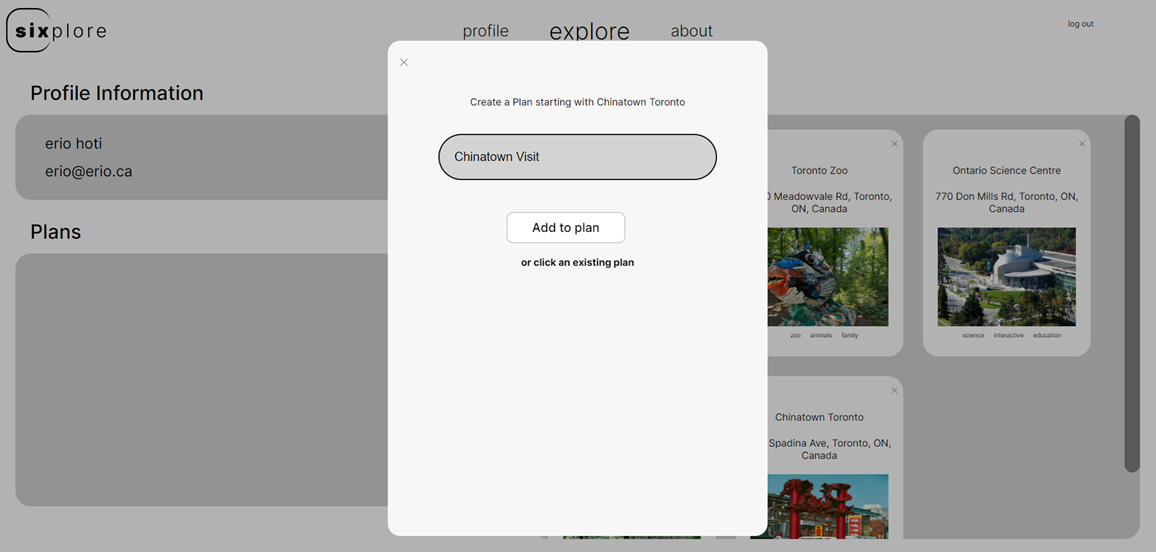 sixplore
profile
explore
about
log out
Profile Information
erio hoti
erio@erio.ca
Plans
Create a Plan starting with Chinatown Toronto
Chinatown Visit
Add to plan
or click an existing plan
Toronto Zoo
Meadowvale Rd, Toronto,
ON, Canada
zoo animals family
Ontario Science Centre
770 Don Mills Rd, Toronto, ON,
Canada
science interactive education
Chinatown Toronto
Spadina Ave, Toronto, ON,
Canada